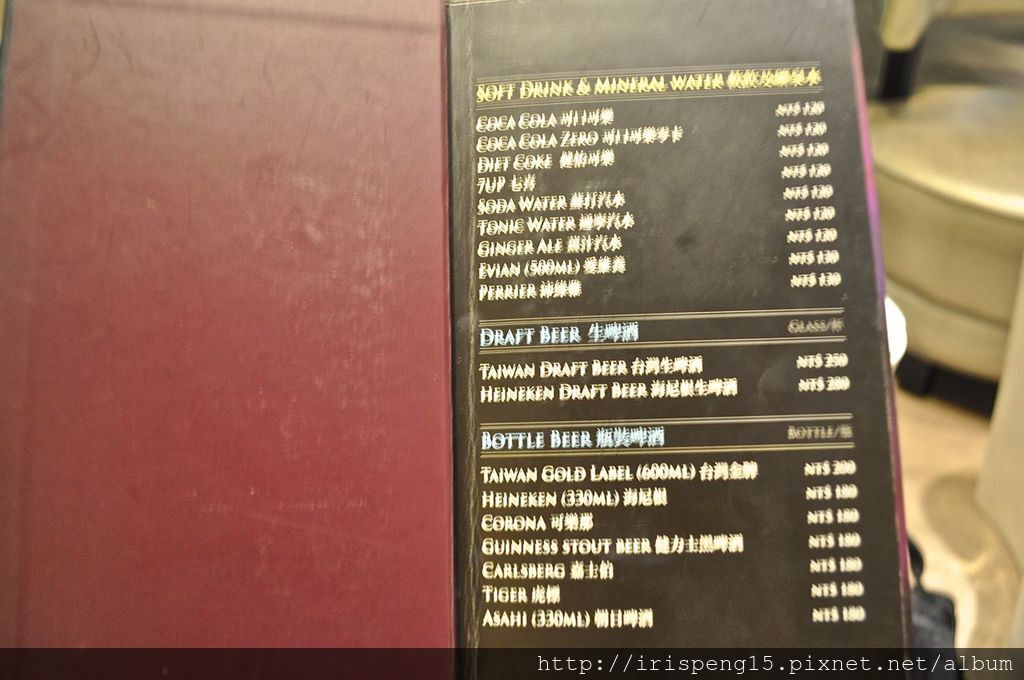 SOFT DRINK & MINERAL WATER 軟飲及礦泉水
COCA COLA 可口可樂 NT$ 120
COCA COLA ZERO 可口可樂零卡 NT$ 120
DIET COKE 健怡可樂 NT$ 120
7UP 七喜 NT$ 120
SODA WATER 蘇打汽水 NT$ 120
TONIC WATER 通寧汽水 NT$ 120
GINGER ALE 薑汁汽水 NT$ 120
EVIAN (500ML) 愛維養 NT$ 130
PERRIER 沛綠雅 NT$ 130
DRAFT BEER 生啤酒 GLASS/杯
TAIWAN DRAFT BEER 台灣生啤酒 NT$ 250
HEINEKEN DRAFT BEER 海尼根生啤酒 NT$ 280
BOTTLE BEER 瓶裝啤酒 BOTTLE/瓶
TAIWAN GOLD LABEL (600ML) 台灣金牌 NT$ 200
HEINEKEN (330ML) 海尼根 NT$ 180
CORONA 可樂那 NT$ 180
GUINNESS STOUT BEER 健力士黑啤酒 NT$ 180
CARLSBERG 嘉士伯 NT$ 180
TIGER 虎標 NT$ 180
ASAHI (330ML) 朝日啤酒 NT$ 180
http://irispeng15.pixnet.net/album